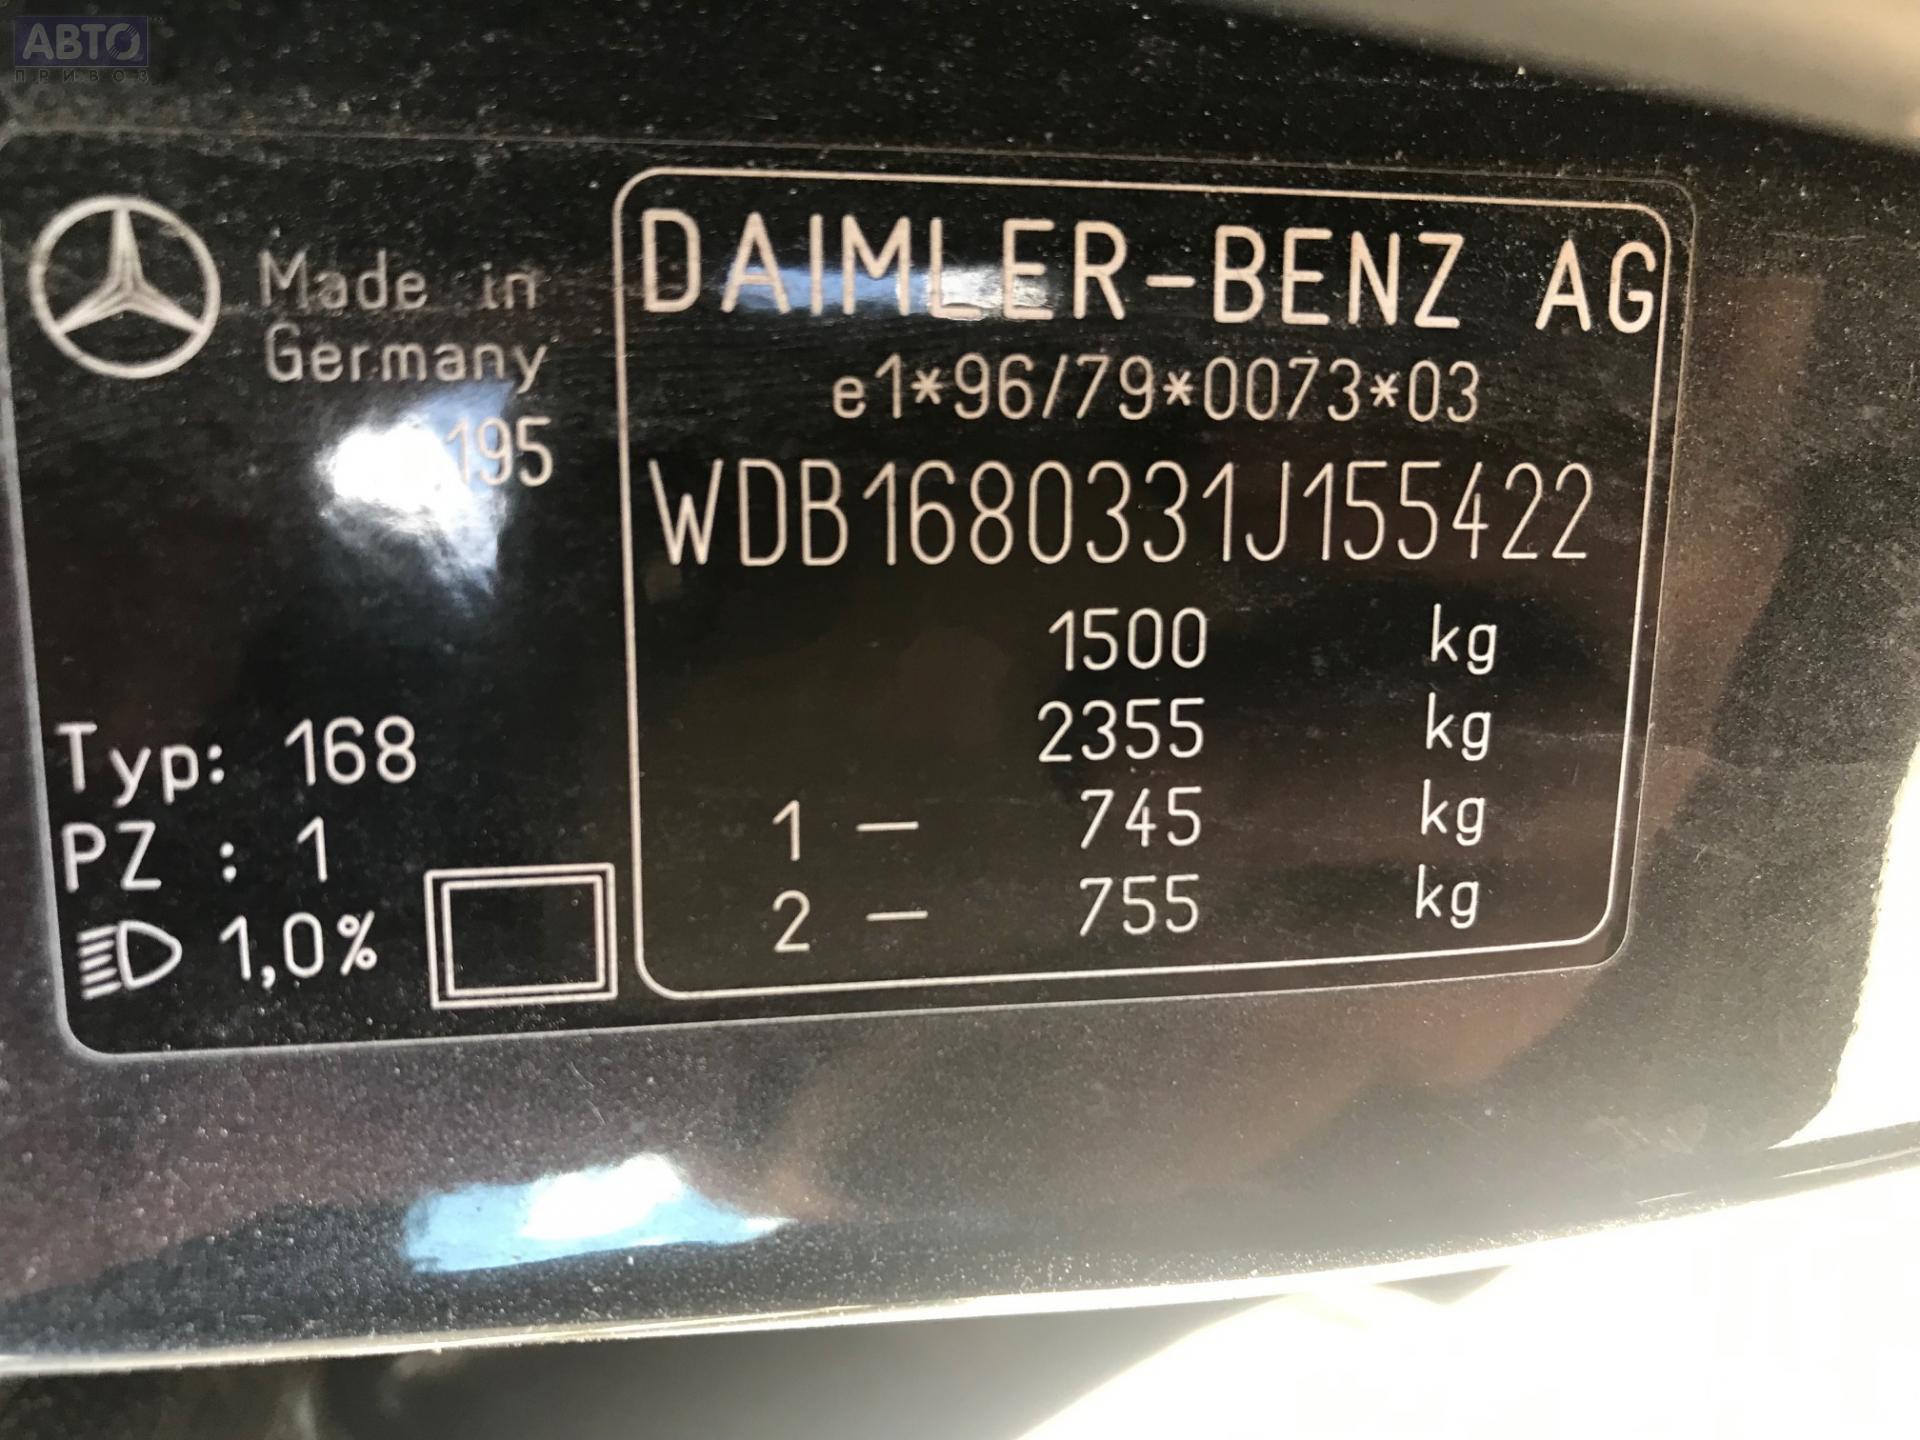 АВТО
ПРИВОЗ
Made in
Germany
195
Typ: 168
PZ : 1
1,0%
DAIMLER-BENZ AG
e1*96/79*0073*03
WDB1680331J155422
1500 kg
2355 kg
1 — 745 kg
2 — 755 kg